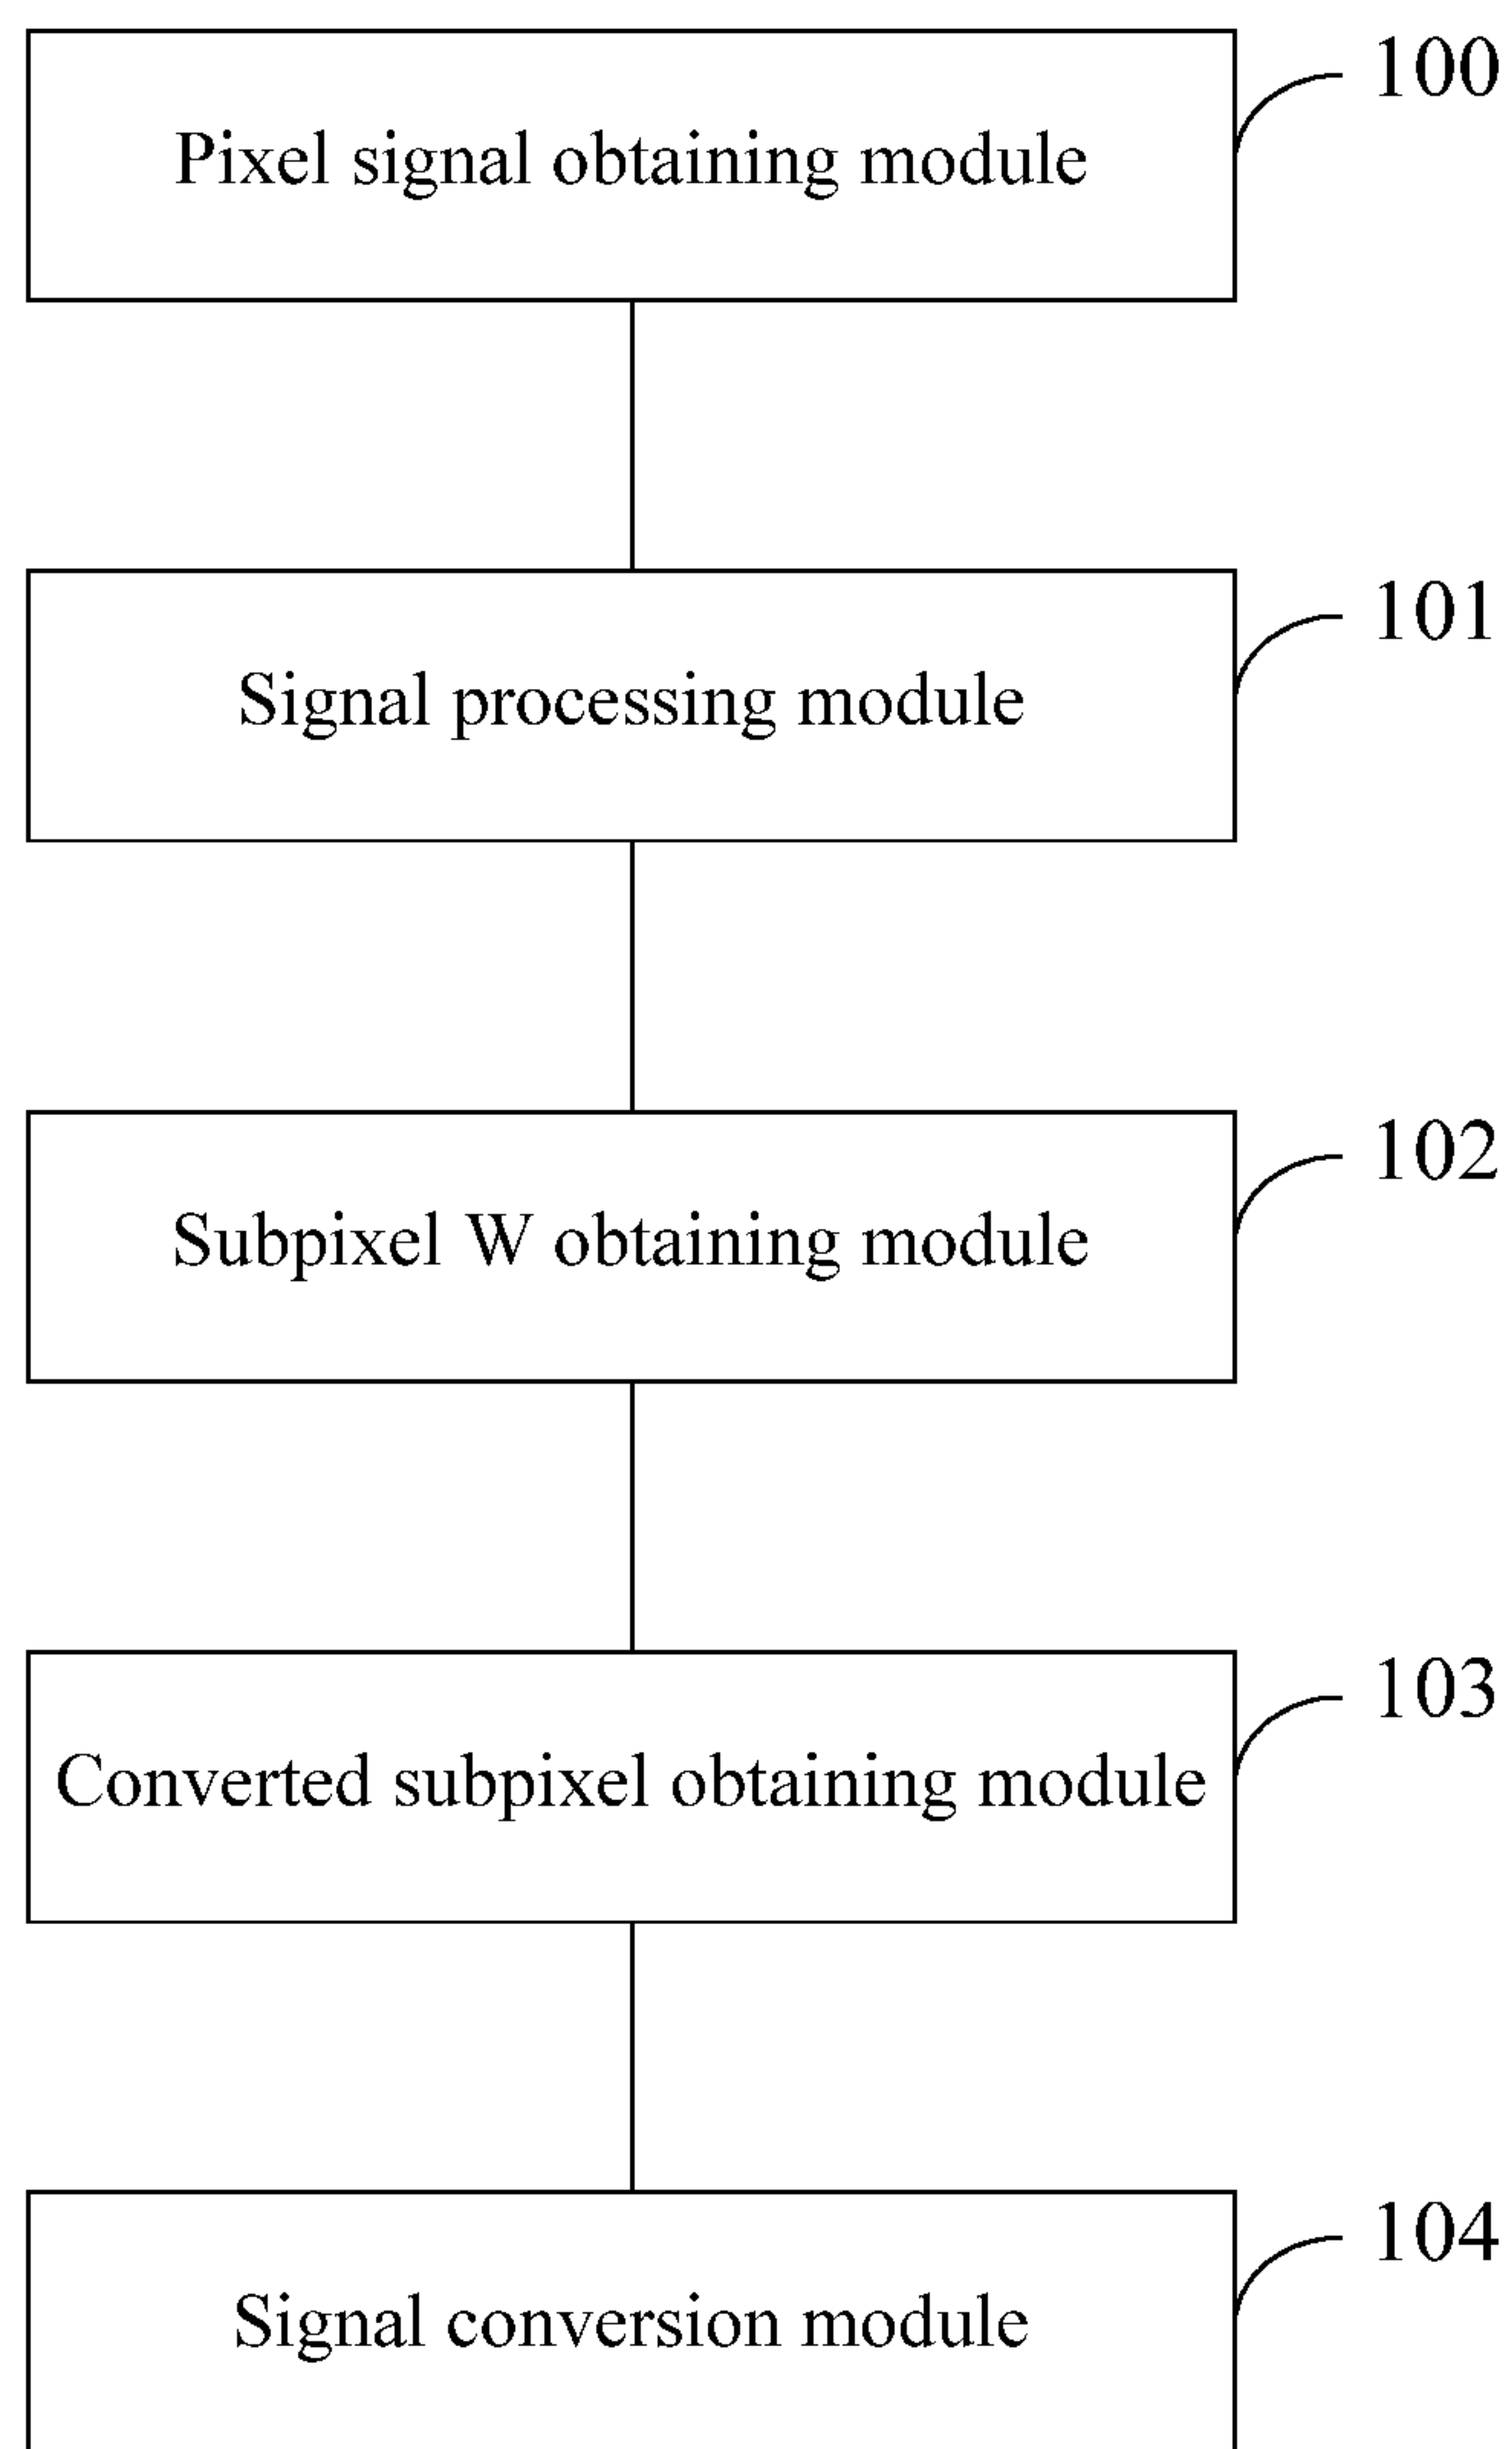 100
Pixel signal obtaining module
101
Signal processing module
102
Subpixel W obtaining module
103
Converted subpixel obtaining module
104
Signal conversion module